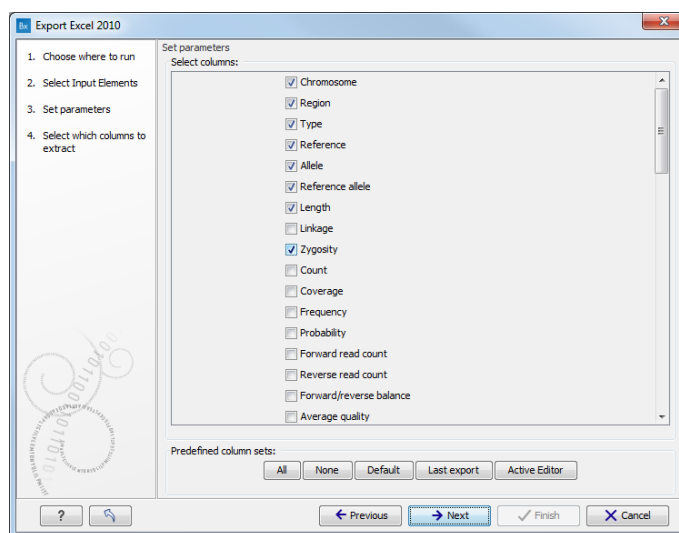 Bx Export Excel 2010
1. Choose where to run
2. Select Input Elements
3. Set parameters
4. Select which columns to
extract
Set parameters
Select columns:
Chromosome
Region
Type
Reference
Allele
Reference allele
Length
Linkage
Zygosity
Count
Coverage
Frequency
Probability
Forward read count
Reverse read count
Forward/reverse balance
Average quality
Predefined column sets:
All None Default Last export Active Editor
? Previous Next Finish Cancel